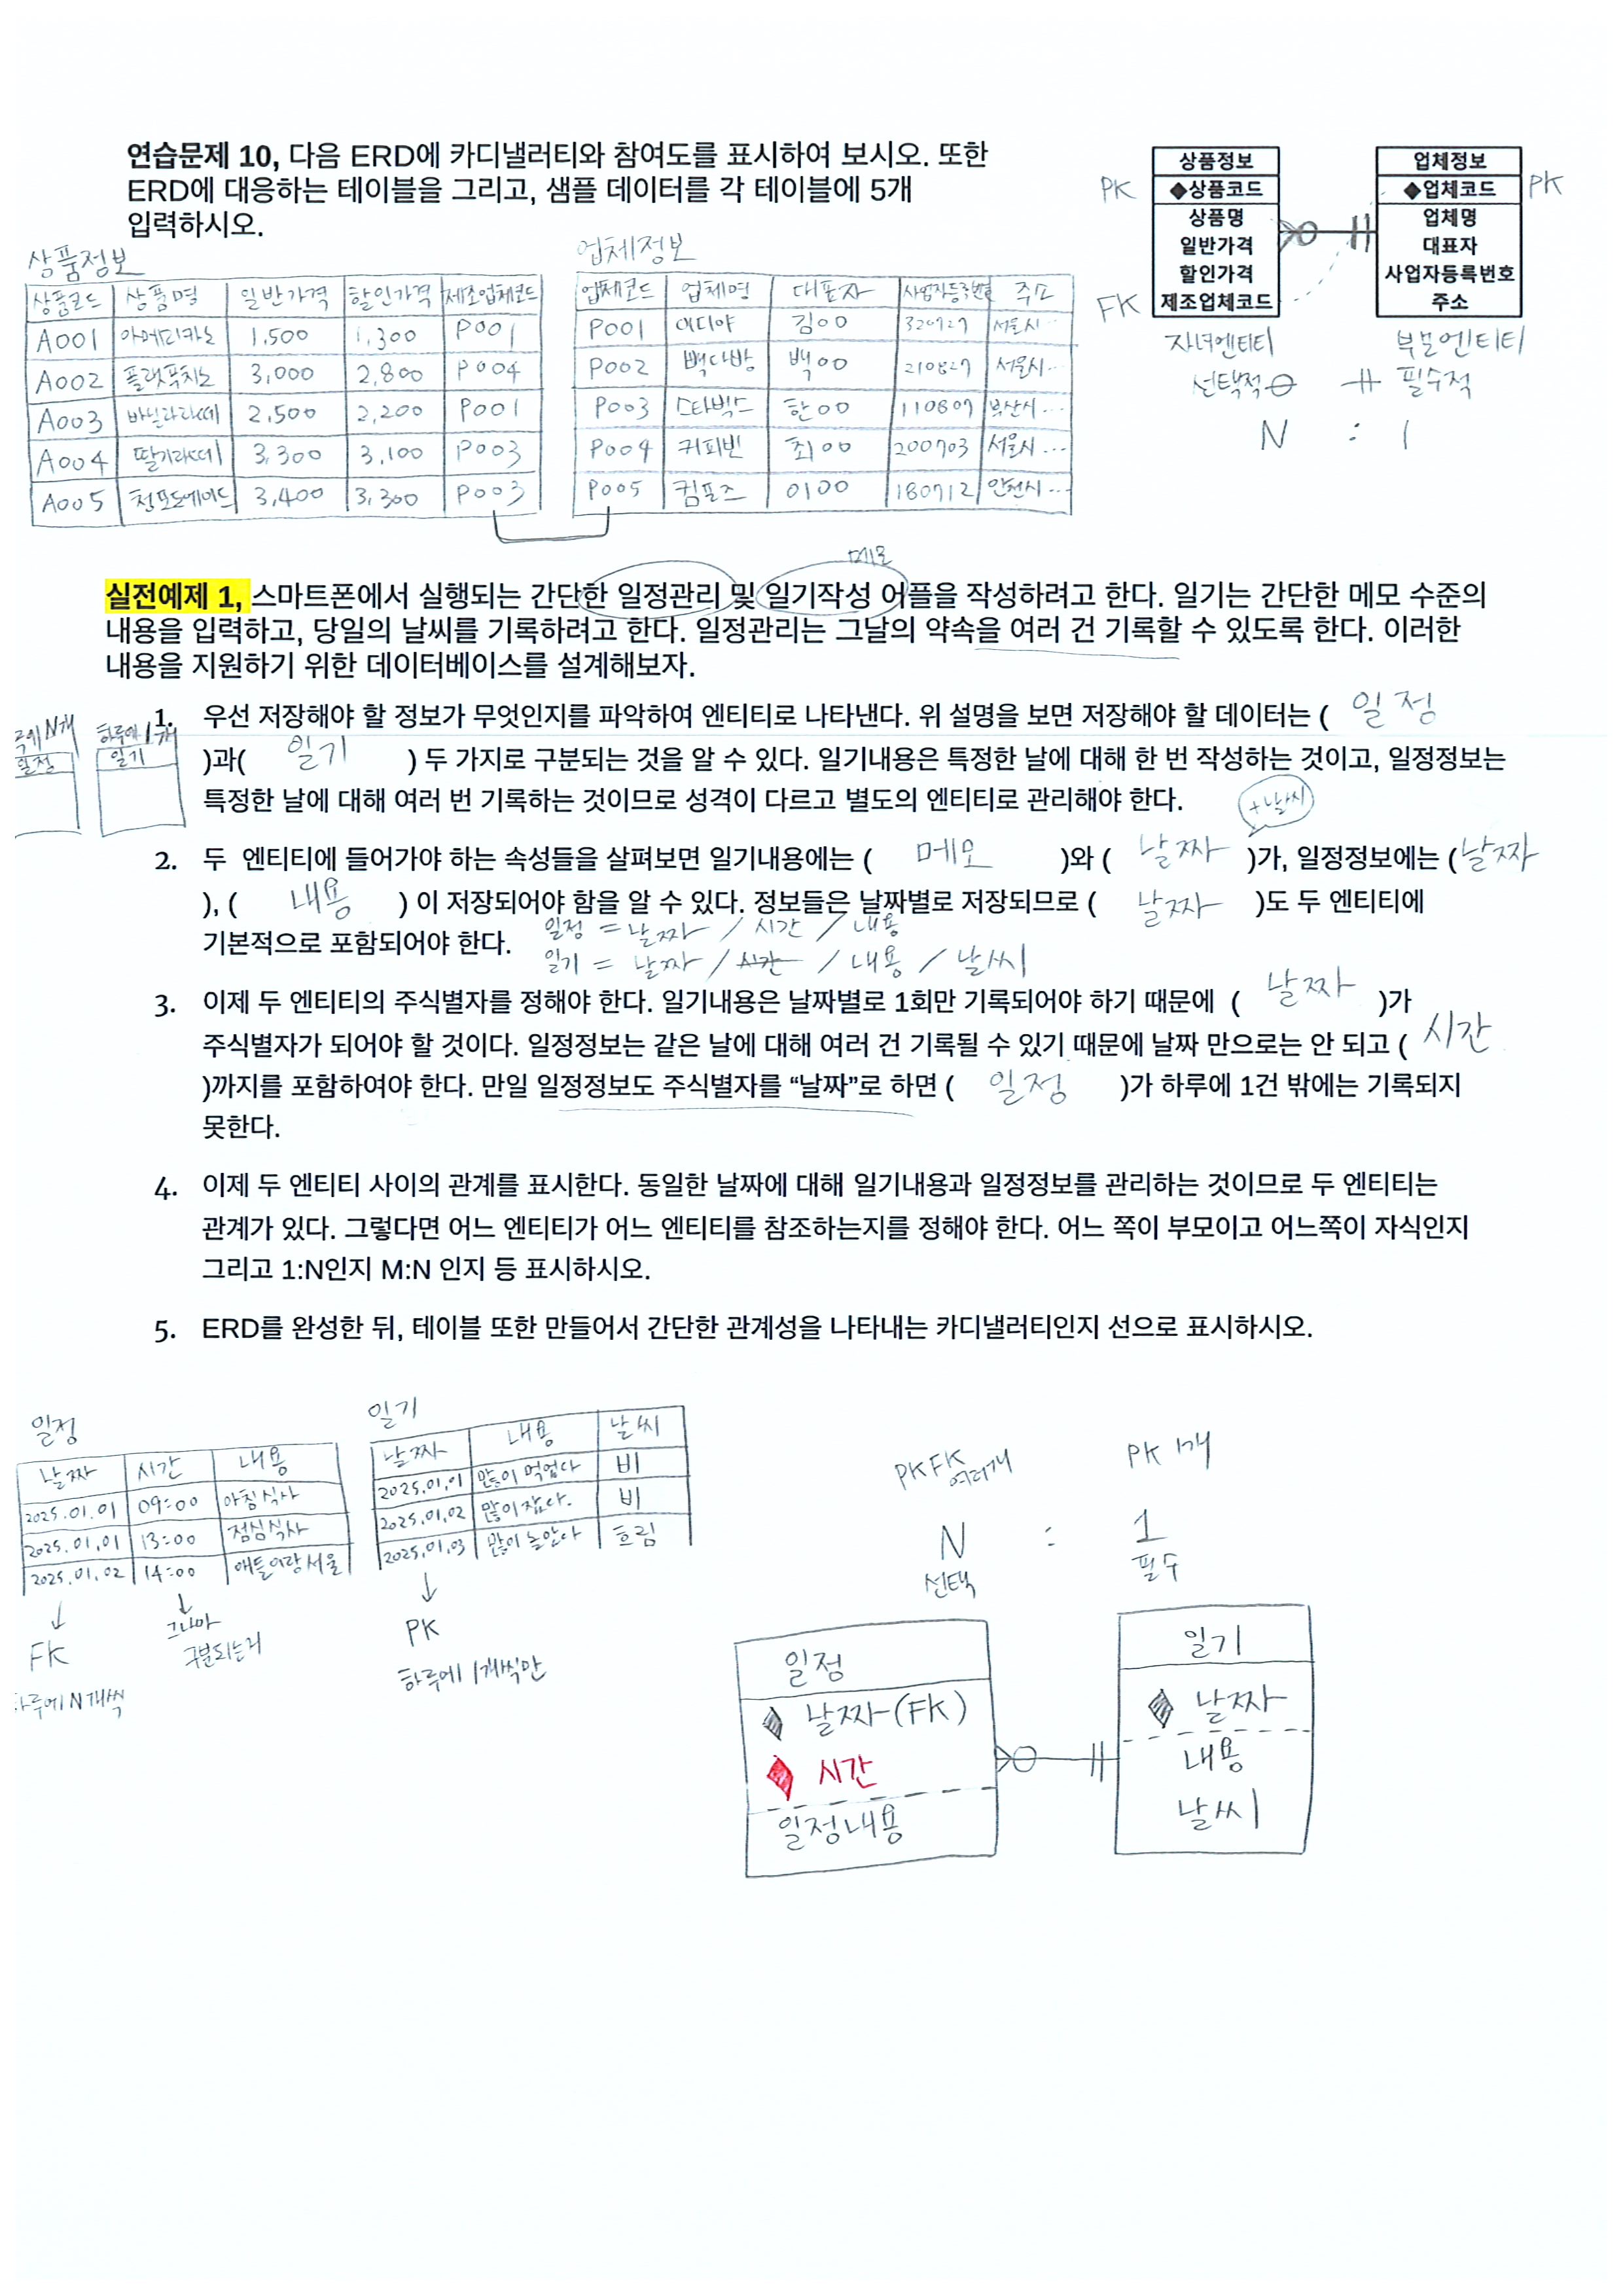 연습문제 10, 다음 ERD에 카디낼러티와 참여도를 표시하여 보시오. 또한
ERD에 대응하는 테이블을 그리고, 샘플 데이터를 각 테이블에 5개
입력하시오.
상품정보 업체정보
PK ◆상품코드 ◆업체코드 PK
상품명 업체명
일반가격 대표자
할인가격 사업자등록번호
FK 제조업체코드 주소
자녀엔티티 부모엔티티
선택적 필수적
N : 1
상품정보
상품코드 상품명 일반가격 할인가격 제조업체코드
A001 아메리카노 1,500 1,300 P001
A002 플랫푸치노 3,000 2,800 P004
A003 바닐라라떼 2,500 2,200 P001
A004 딸기라떼 3,300 3,100 P003
A005 청포도에이드 3,400 3,300 P003
업체정보
업체코드 업체명 대표자 사업자등록번호 주소
P001 이디야 김00 320727 서울시…
P002 빽다방 백00 210827 서울시…
P003 스타벅스 한00 110807 부산시…
P004 커피빈 최00 200703 서울시…
P005 컴포즈 이00 180712 인천시…
메모
실전예제 1, 스마트폰에서 실행되는 간단한 일정관리 및 일기작성 어플을 작성하려고 한다. 일기는 간단한 메모 수준의
내용을 입력하고, 당일의 날씨를 기록하려고 한다. 일정관리는 그날의 약속을 여러 건 기록할 수 있도록 한다. 이러한
내용을 지원하기 위한 데이터베이스를 설계해보자.
N개 하루에 1개
일정 일기
1. 우선 저장해야 할 정보가 무엇인지를 파악하여 엔티티로 나타낸다. 위 설명을 보면 저장해야 할 데이터는 ( 일정
)과( 일기 ) 두 가지로 구분되는 것을 알 수 있다. 일기내용은 특정한 날에 대해 한 번 작성하는 것이고, 일정정보는
특정한 날에 대해 여러 번 기록하는 것이므로 성격이 다르고 별도의 엔티티로 관리해야 한다.
+날씨
2. 두 엔티티에 들어가야 하는 속성들을 살펴보면 일기내용에는 ( 메모 )와 ( 날짜 )가, 일정정보에는 ( 날짜
), ( 내용 ) 이 저장되어야 함을 알 수 있다. 정보들은 날짜별로 저장되므로 ( 날짜 )도 두 엔티티에
기본적으로 포함되어야 한다.
일정 = 날짜 / 시간 / 내용
일기 = 날짜 / 시간 / 내용 / 날씨
3. 이제 두 엔티티의 주식별자를 정해야 한다. 일기내용은 날짜별로 1회만 기록되어야 하기 때문에 ( 날짜 )가
주식별자가 되어야 할 것이다. 일정정보는 같은 날에 대해 여러 건 기록될 수 있기 때문에 날짜 만으로는 안 되고 ( 시간
)까지를 포함하여야 한다. 만일 일정정보도 주식별자를 “날짜”로 하면 ( 일정 )가 하루에 1건 밖에는 기록되지
못한다.
4. 이제 두 엔티티 사이의 관계를 표시한다. 동일한 날짜에 대해 일기내용과 일정정보를 관리하는 것이므로 두 엔티티는
관계가 있다. 그렇다면 어느 엔티티가 어느 엔티티를 참조하는지를 정해야 한다. 어느 쪽이 부모이고 어느쪽이 자식인지
그리고 1:N인지 M:N 인지 등 표시하시오.
5. ERD를 완성한 뒤, 테이블 또한 만들어서 간단한 관계성을 나타내는 카디낼러티인지 선으로 표시하시오.
일정
날짜 시간 내용
2025.01.01 09:00 아침식사
2025.01.01 13:00 점심식사
2025.01.02 14:00 애들이랑 서울
FK 그나마 구분되는거
하루에 N개씩
일기
날짜 내용 날씨
2025.01.01 많이 먹었다 비
2025.01.02 많이 잤다. 비
2025.01.03 많이 놀았다 흐림
PK
하루에 1개씩만
PK FK 여러개 PK 1개
N : 1
선택 필수
일정
날짜 (FK)
시간
일정내용
일기
날짜
내용
날씨